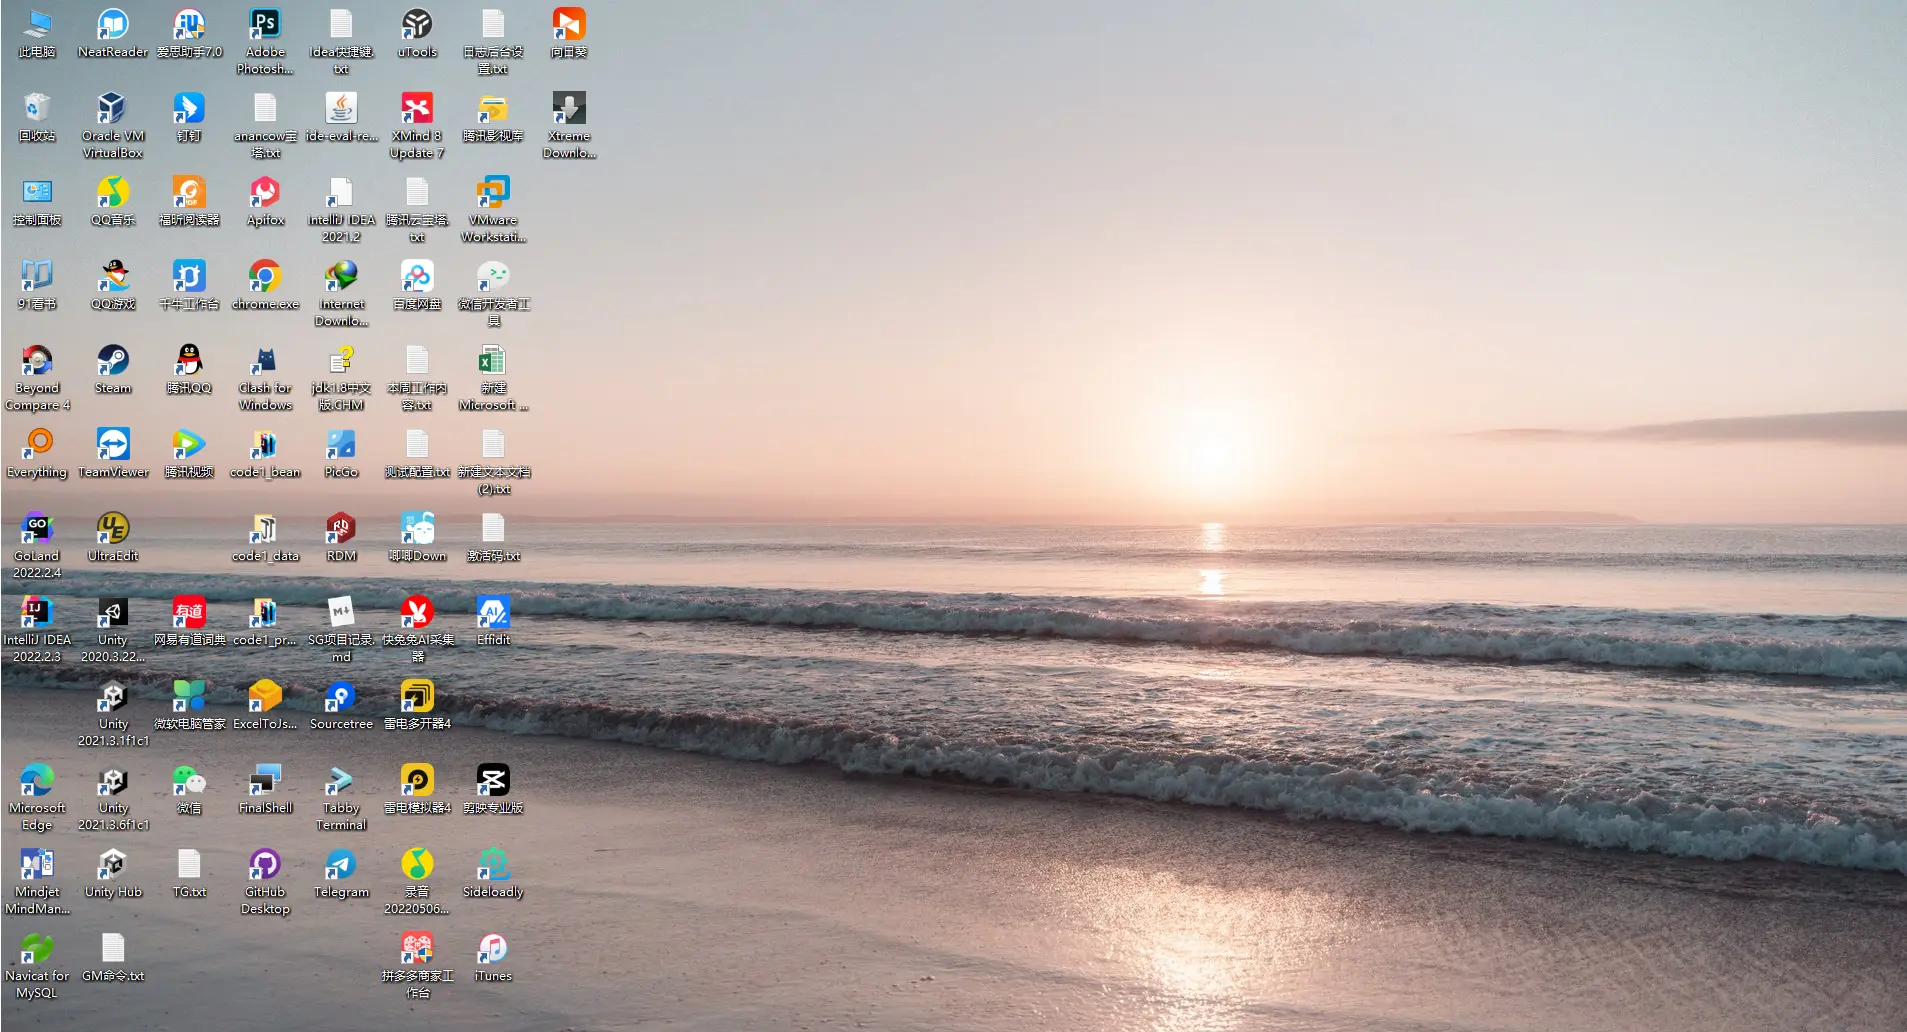 此电脑
NeatReader
爱思助手7.0
Adobe
Photosh...
Idea快捷键.
txt
uTools
日志后台设
置.txt
向日葵
回收站
Oracle VM
VirtualBox
钉钉
anancow宝
塔.txt
ide-eval-re...
XMind 8
Update 7
腾讯影视库
Xtreme
Downlo...
控制面板
QQ音乐
福昕阅读器
Apifox
IntelliJ IDEA
2021.2
腾讯云宝塔.
txt
VMware
Workstati...
91看书
QQ游戏
千牛工作台
chrome.exe
Internet
Downlo...
百度网盘
微信开发者工
具
Beyond
Compare 4
Steam
腾讯QQ
Clash for
Windows
jdk1.8中文
版.CHM
本周工作内
容.txt
新建
Microsoft ...
Everything
TeamViewer
腾讯视频
code1_bean
PicGo
测试配置.txt
新建文本文档
(2).txt
GoLand
2022.2.4
UltraEdit
code1_data
RDM
唧唧Down
激活码.txt
IntelliJ IDEA
2022.2.3
Unity
2020.3.22...
网易有道词典
code1_pr...
SG项目记录.
md
快兔兔AI采集
器
Effidit
Unity
2021.3.1f1c1
微软电脑管家
ExcelToJs...
Sourcetree
雷电多开器4
Microsoft
Edge
Unity
2021.3.6f1c1
微信
FinalShell
Tabby
Terminal
雷电模拟器4
剪映专业版
Mindjet
MindMan...
Unity Hub
TG.txt
GitHub
Desktop
Telegram
录音
20220506...
Sideloadly
Navicat for
MySQL
GM命令.txt
拼多多商家工
作台
iTunes